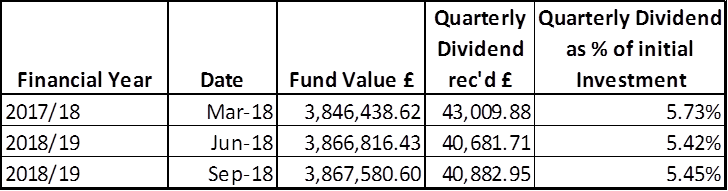 Financial Year Date Fund Value £ Quarterly Dividend rec'd £ Quarterly Dividend as % of initial Investment
2017/18 Mar-18 3,846,438.62 43,009.88 5.73%
2018/19 Jun-18 3,866,816.43 40,681.71 5.42%
2018/19 Sep-18 3,867,580.60 40,882.95 5.45%